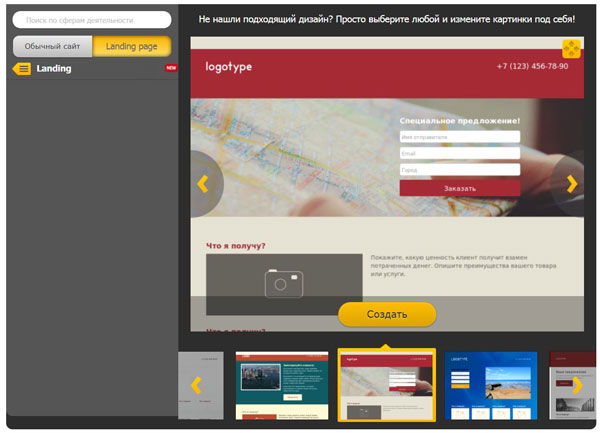 Не нашли подходящий дизайн? Просто выберите любой и измените картинки под себя!
Поиск по сферам деятельности
Обычный сайт
Landing page
Landing
NEW
logotype
+7 (123) 456-78-90
Специальное предложение!
Имя отправителя
Email
Город
Заказать
Что я получу?
Покажите, какую ценность клиент получит взамен
потраченных денег. Опишите преимущества вашего товара
или услуги.
Что я получу?
Создать